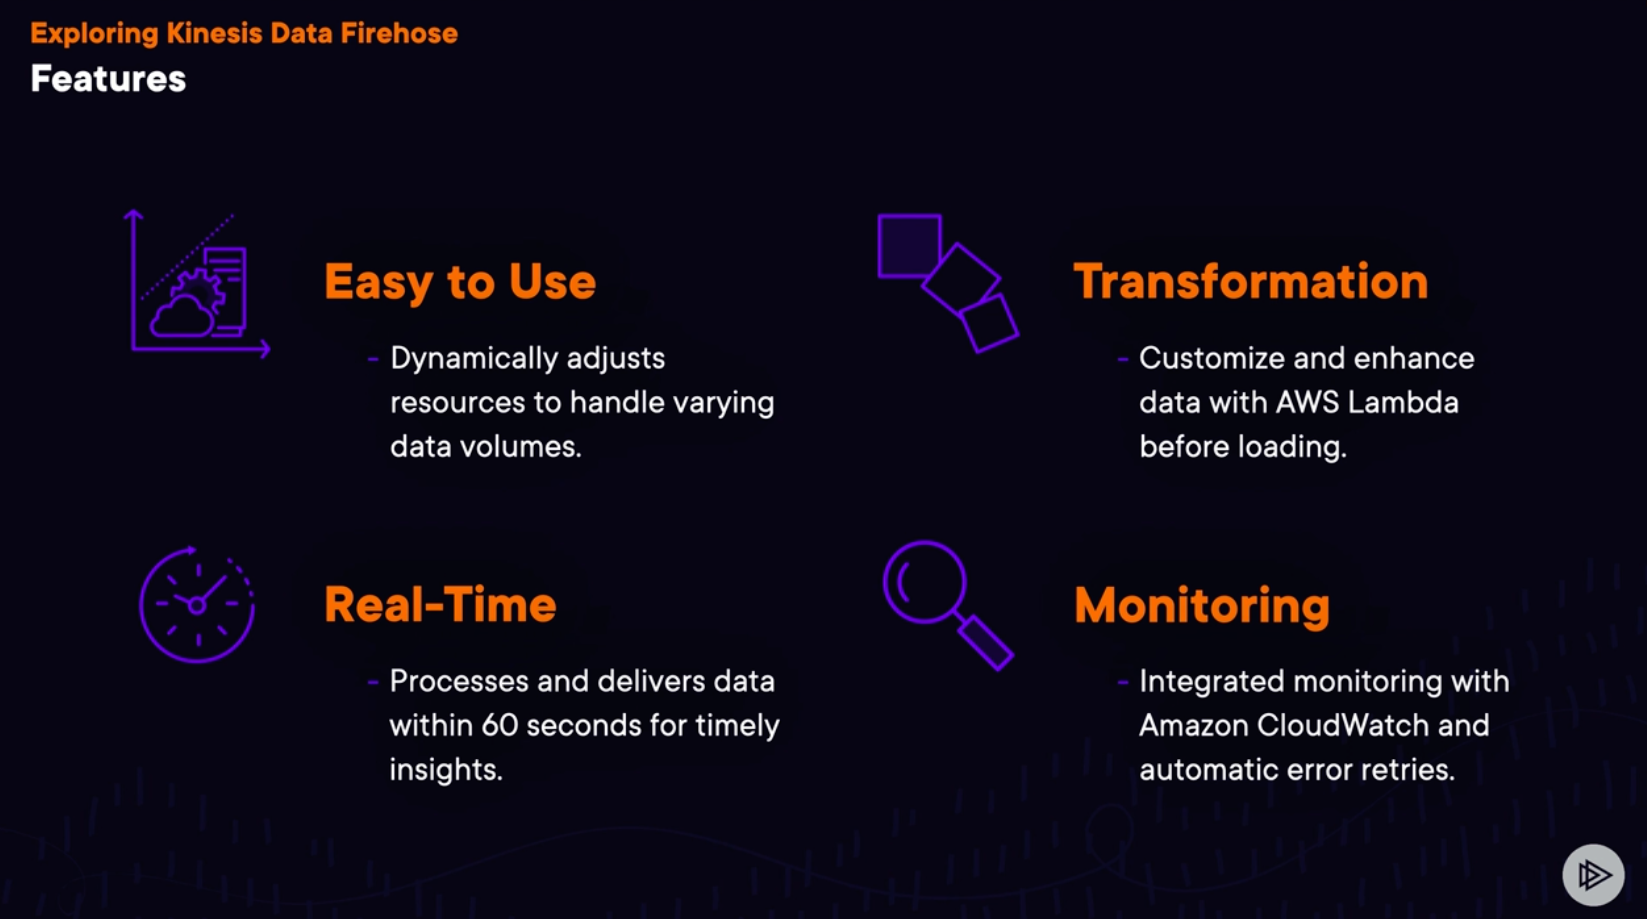 Exploring Kinesis Data Firehose
Features
Easy to Use
- Dynamically adjusts
resources to handle varying
data volumes.
Transformation
- Customize and enhance
data with AWS Lambda
before loading.
Real-Time
- Processes and delivers data
within 60 seconds for timely
insights.
Monitoring
- Integrated monitoring with
Amazon CloudWatch and
automatic error retries.